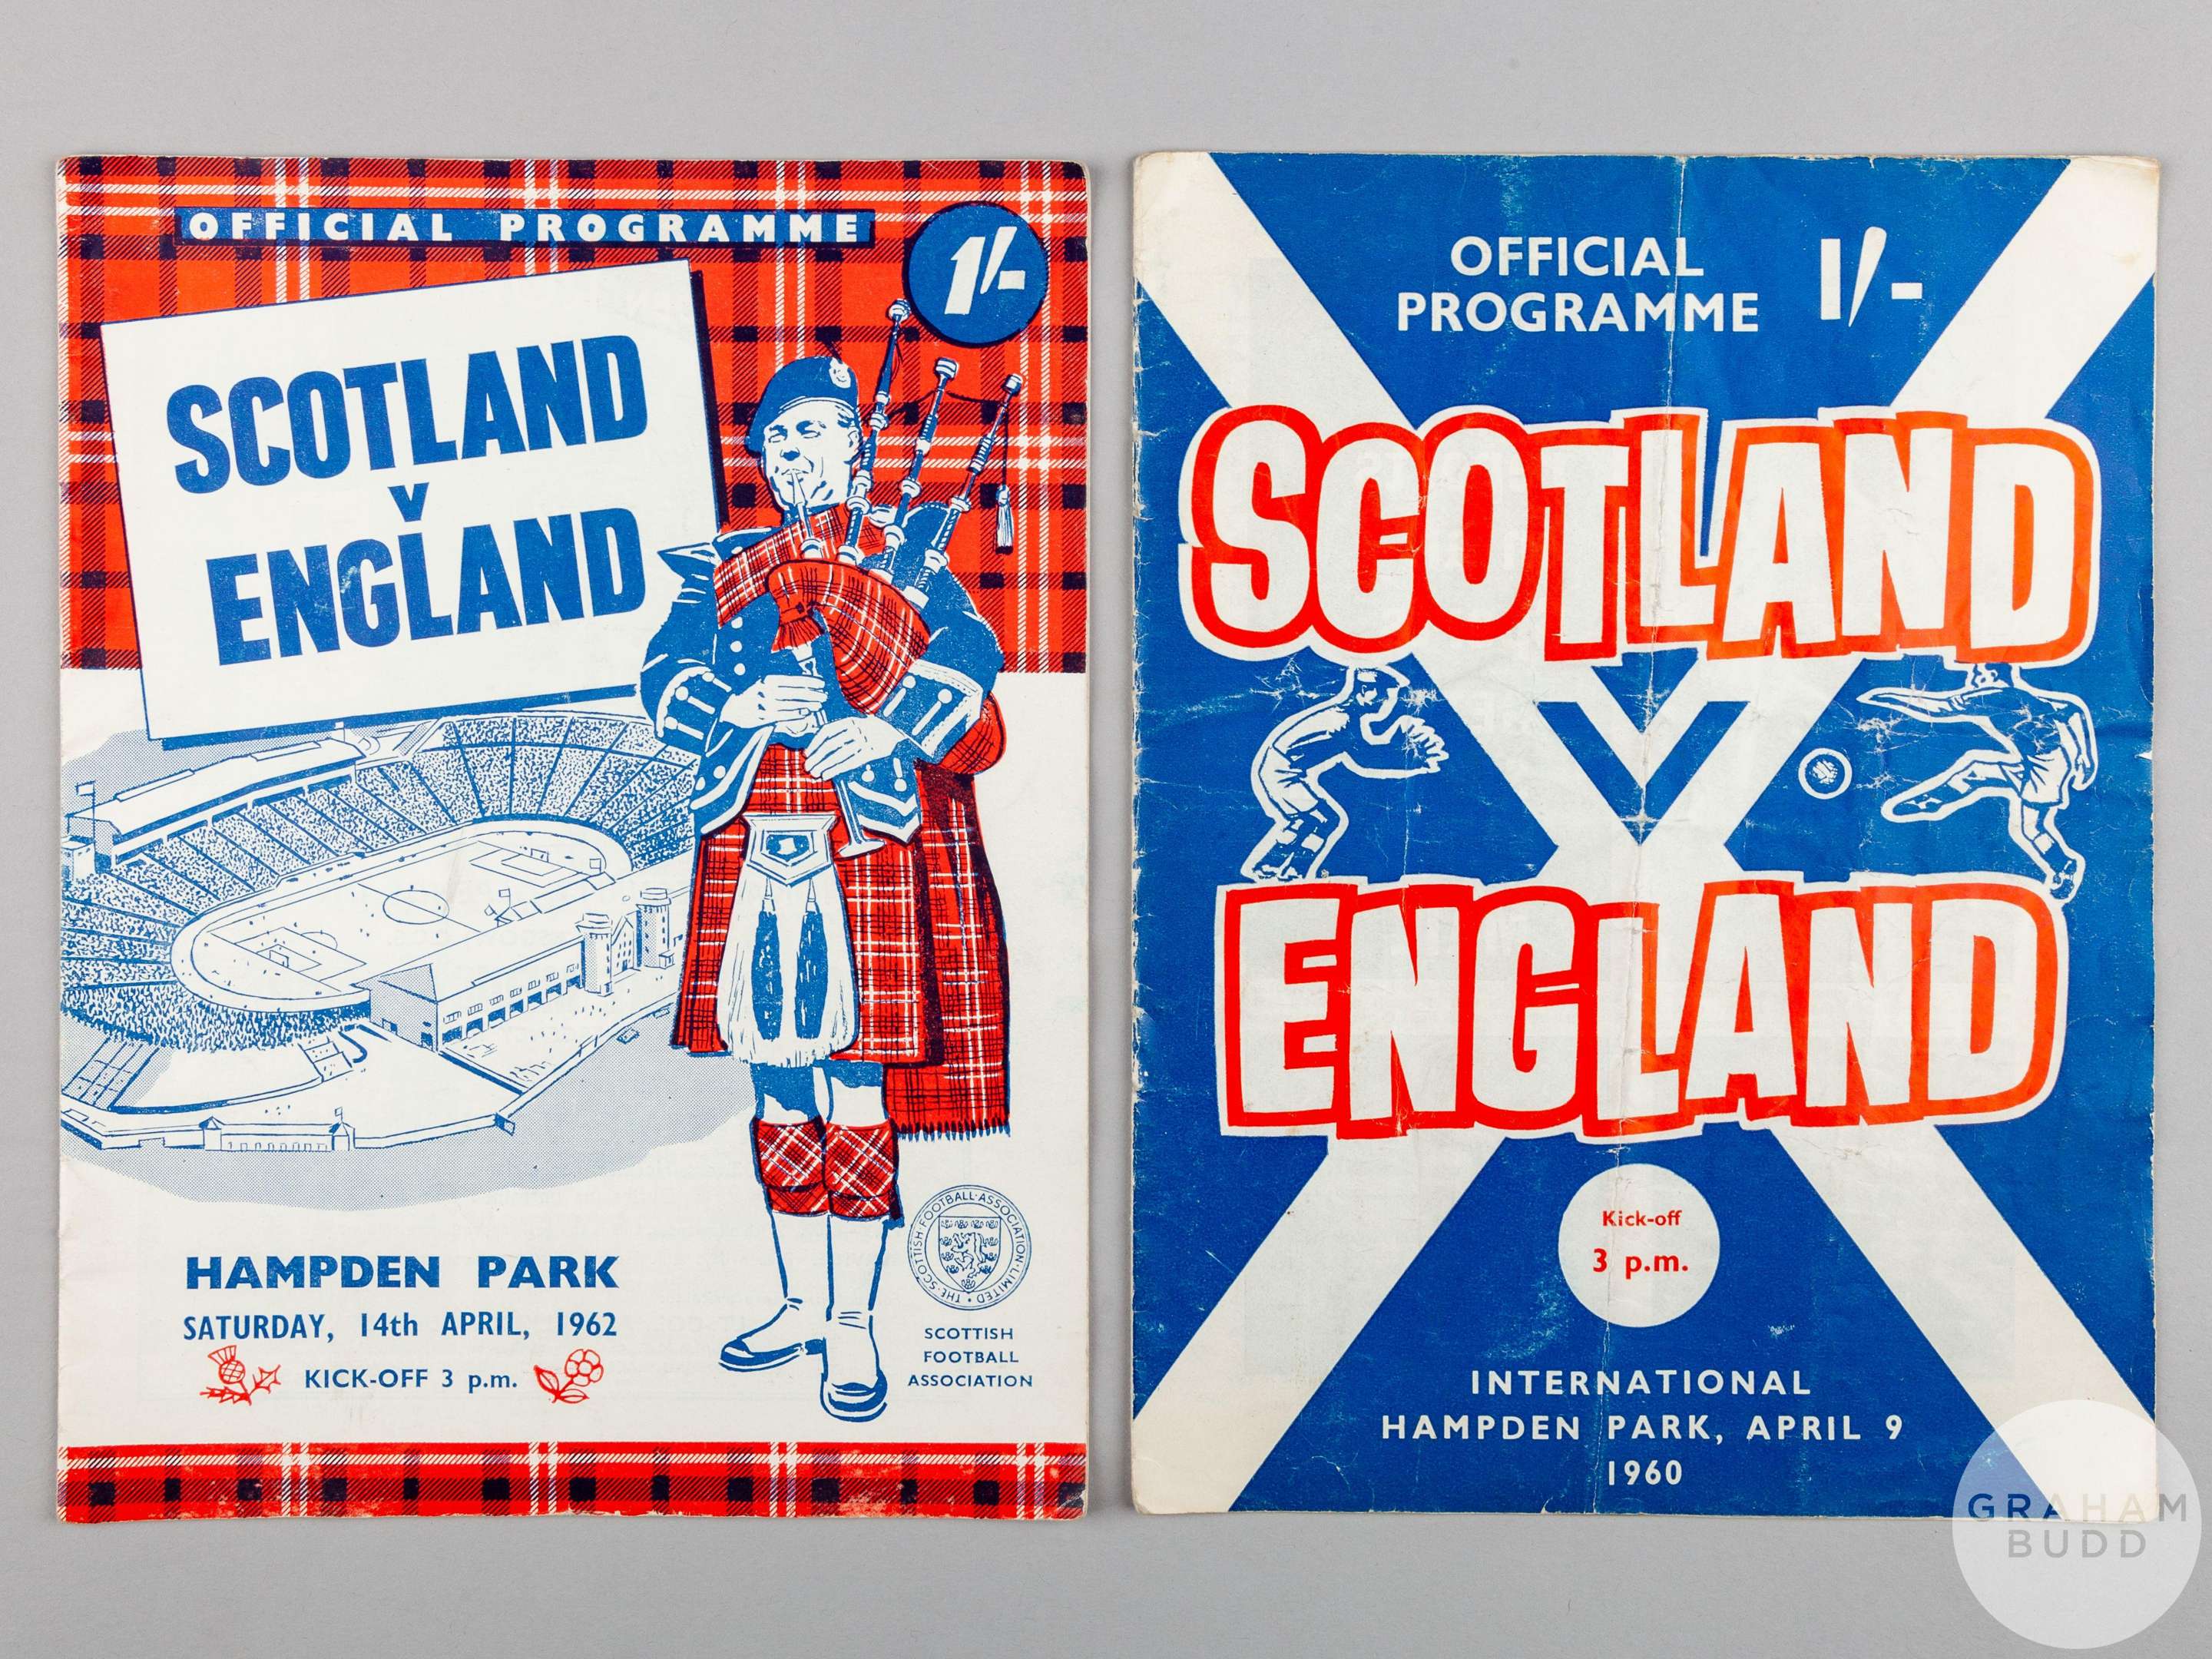 OFFICIAL PROGRAMME
1/-
SCOTLAND
v
ENGLAND
HAMPDEN PARK
SATURDAY, 14th APRIL, 1962
KICK-OFF 3 p.m.
THE · SCOTTISH · FOOTBALL · ASSOCIATION · LIMITED ·
SCOTTISH
FOOTBALL
ASSOCIATION
OFFICIAL
PROGRAMME
1/-
SCOTLAND
V
ENGLAND
Kick-off
3 p.m.
INTERNATIONAL
HAMPDEN PARK, APRIL 9
1960
GRAHAM
BUDD